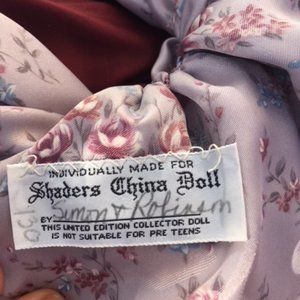 INDIVIDUALLY MADE FOR
Shaders China Doll
BY Simon & Robinson
THIS LIMITED EDITION COLLECTOR DOLL
IS NOT SUITABLE FOR PRE TEENS